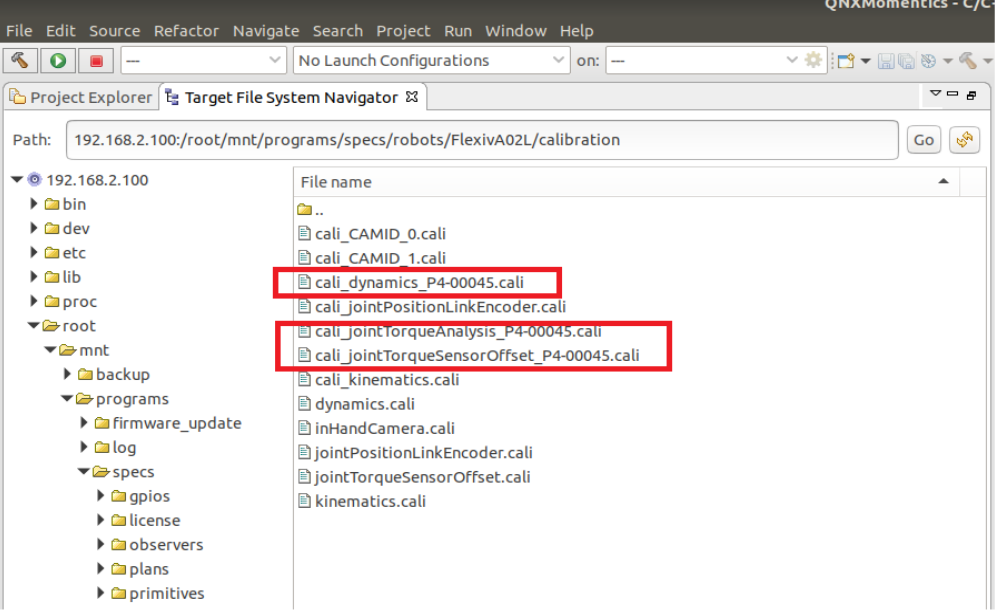 QNXMomentics - C/C
File Edit Source Refactor Navigate Search Project Run Window Help
--- No Launch Configurations on: ---
Project Explorer Target File System Navigator
Path: 192.168.2.100:/root/mnt/programs/specs/robots/FlexivA02L/calibration Go
192.168.2.100
bin
dev
etc
lib
proc
root
mnt
backup
programs
firmware_update
log
specs
gpios
license
observers
plans
primitives
File name
..
cali_CAMID_0.cali
cali_CAMID_1.cali
cali_dynamics_P4-00045.cali
cali_jointPositionLinkEncoder.cali
cali_jointTorqueAnalysis_P4-00045.cali
cali_jointTorqueSensorOffset_P4-00045.cali
cali_kinematics.cali
dynamics.cali
inHandCamera.cali
jointPositionLinkEncoder.cali
jointTorqueSensorOffset.cali
kinematics.cali